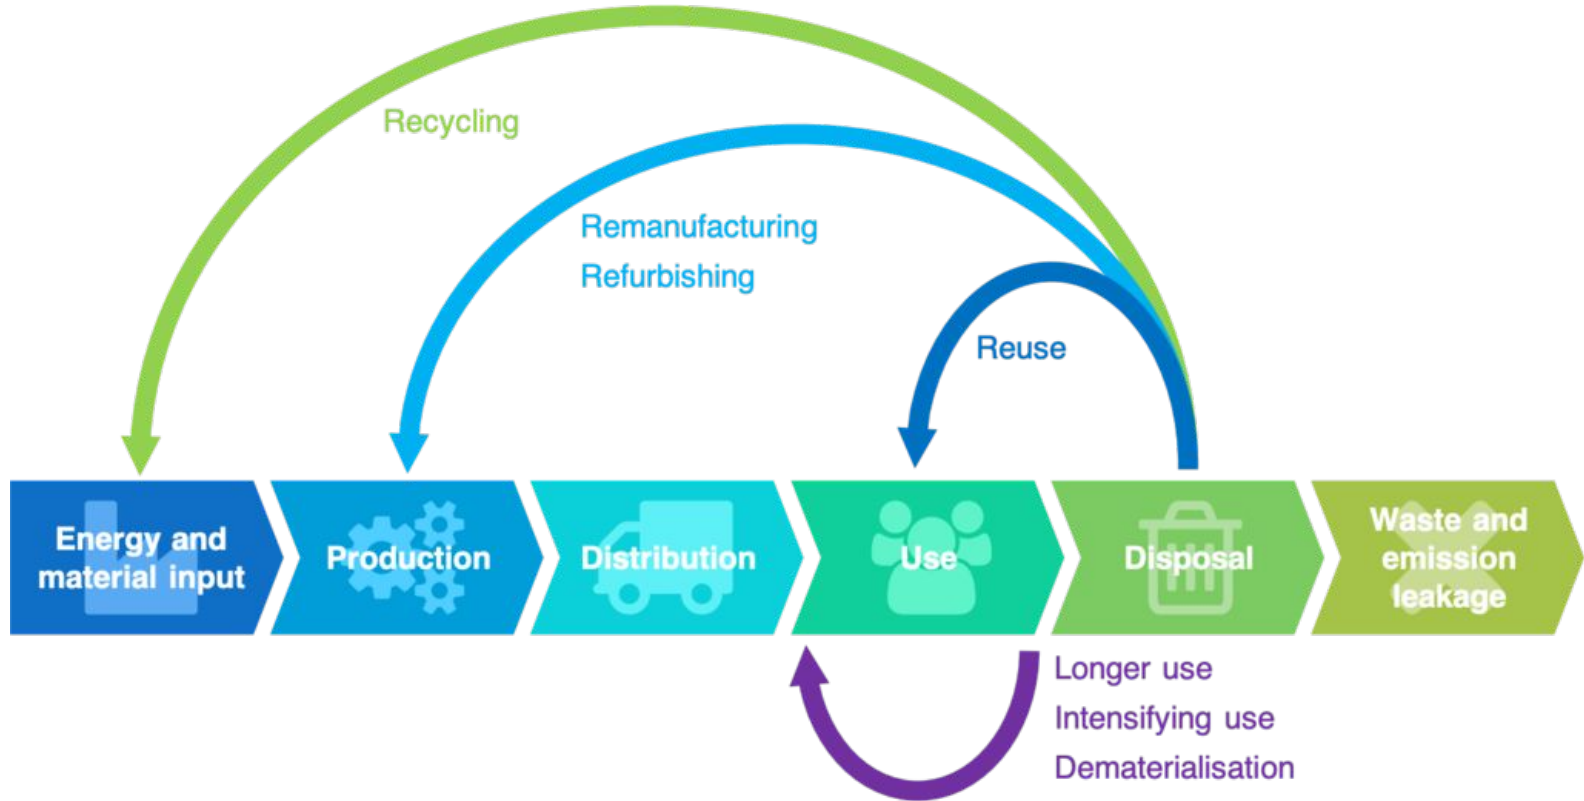 Recycling
Remanufacturing
Refurbishing
Reuse
Energy and
material input
Production
Distribution
Use
Disposal
Waste and
emission
leakage
Longer use
Intensifying use
Dematerialisation